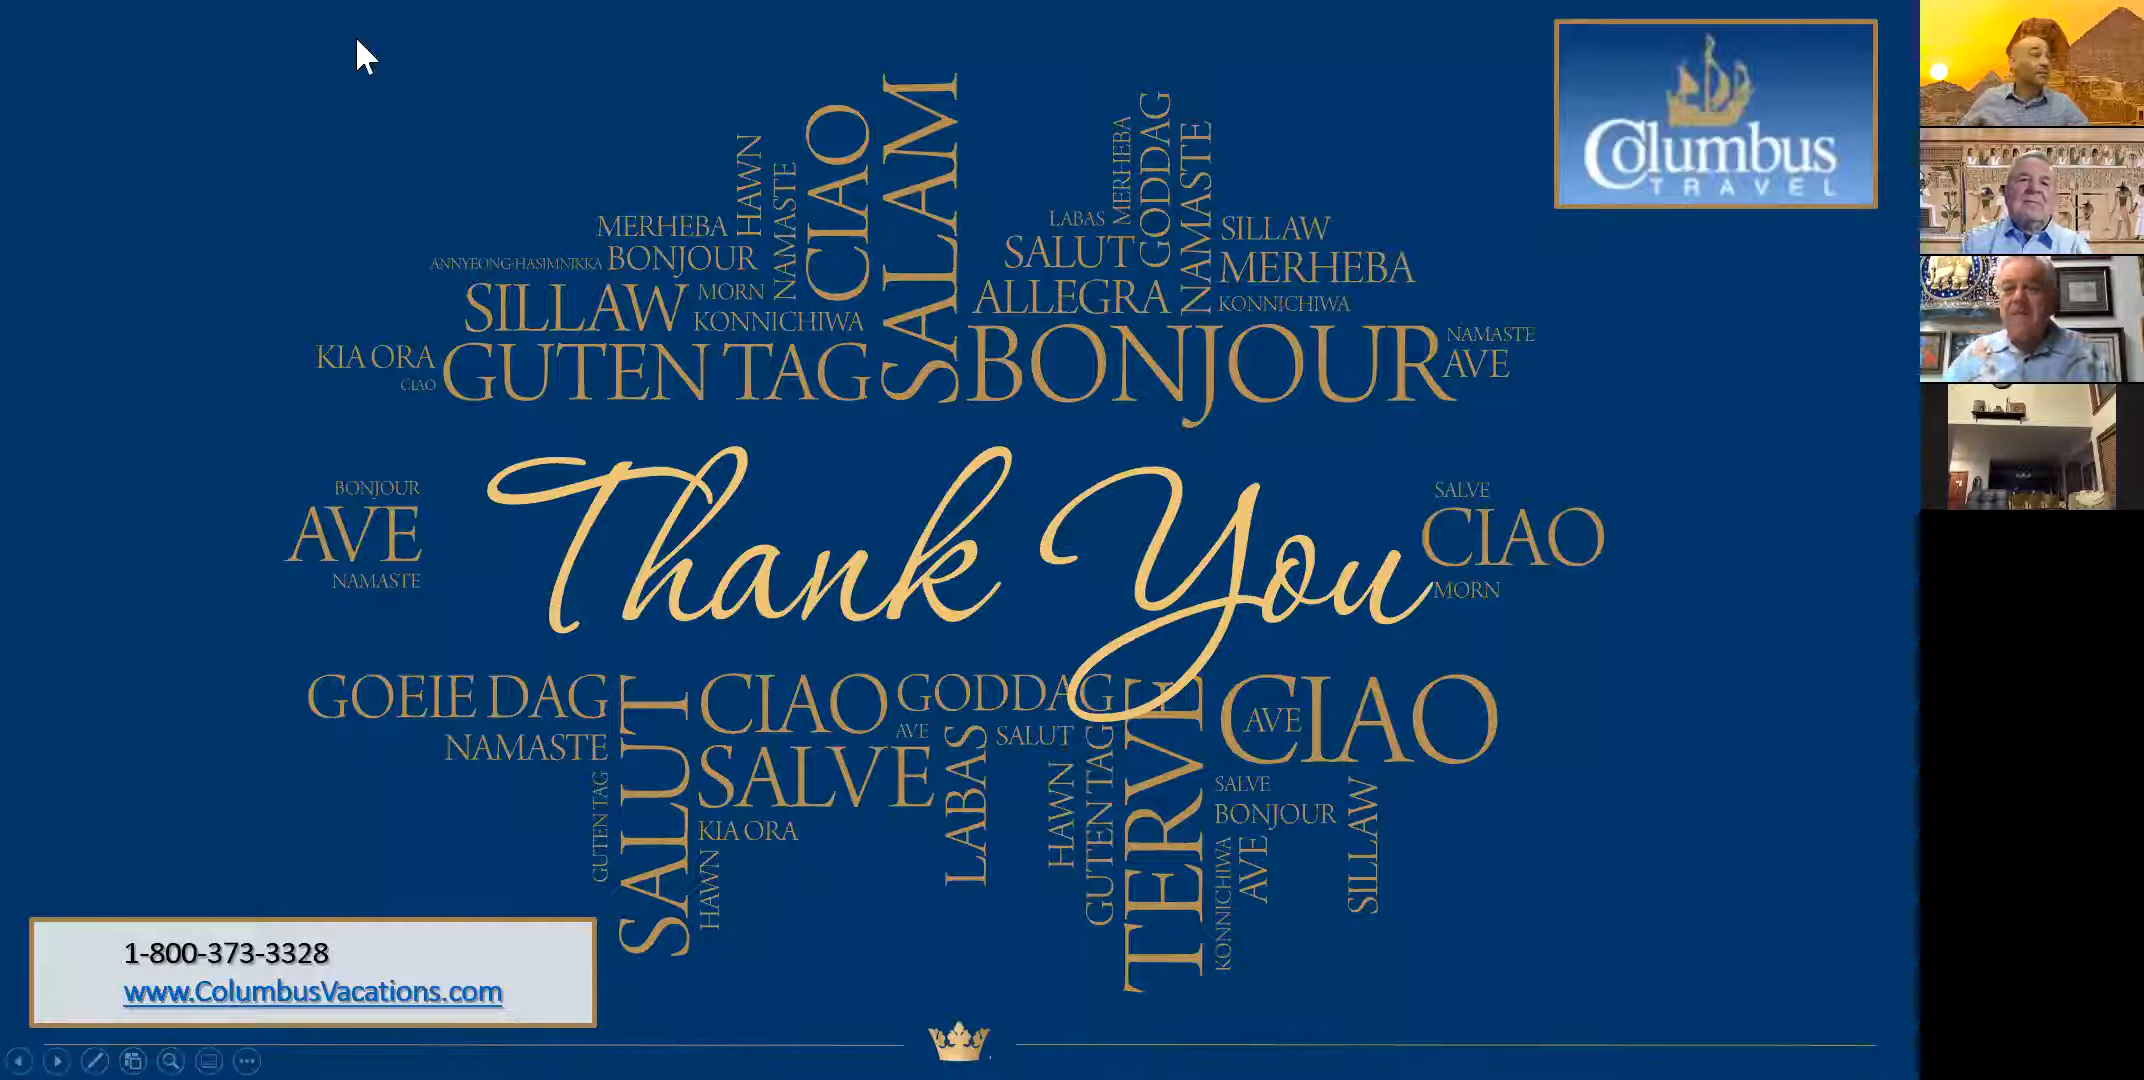 Columbus
TRAVEL
HAWN
NAMASTE
CIAO
SALAM
MERHEBA
GODDAG
NAMASTE
MERHEBA
BONJOUR
ANNYEONG-HASIMNIKKA
SILLAW
MORN
KONNICHIWA
LABAS
SALUT
ALLEGRA
SILLAW
MERHEBA
KONNICHIWA
KIA ORA
CIAO
GUTEN TAG
BONJOUR
NAMASTE
AVE
BONJOUR
AVE
NAMASTE
Thank You
SALVE
CIAO
MORN
GOEIE DAG
NAMASTE
GUTEN TAG
SALUT
CIAO
SALVE
KIA ORA
HAWN
GODDAG
AVE
SALUT
LABAS
HAWN
GUTEN TAG
TERVE
CIAO
AVE
SALVE
BONJOUR
KONNICHIWA
AVE
SILLAW
1-800-373-3328
www.ColumbusVacations.com